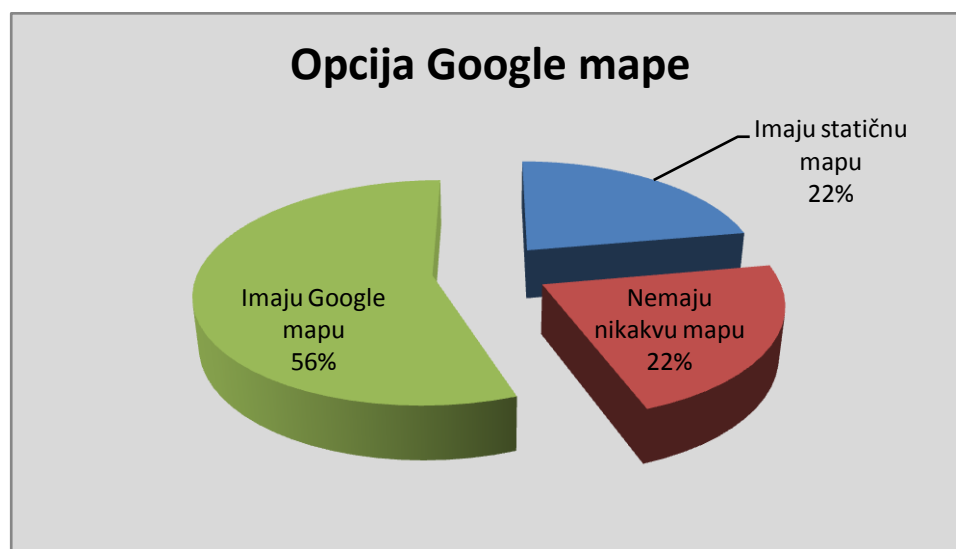 Opcija Google mape
Imaju statičnu
mapu
22%
Imaju Google
mapu
56%
Nemaju
nikakvu mapu
22%